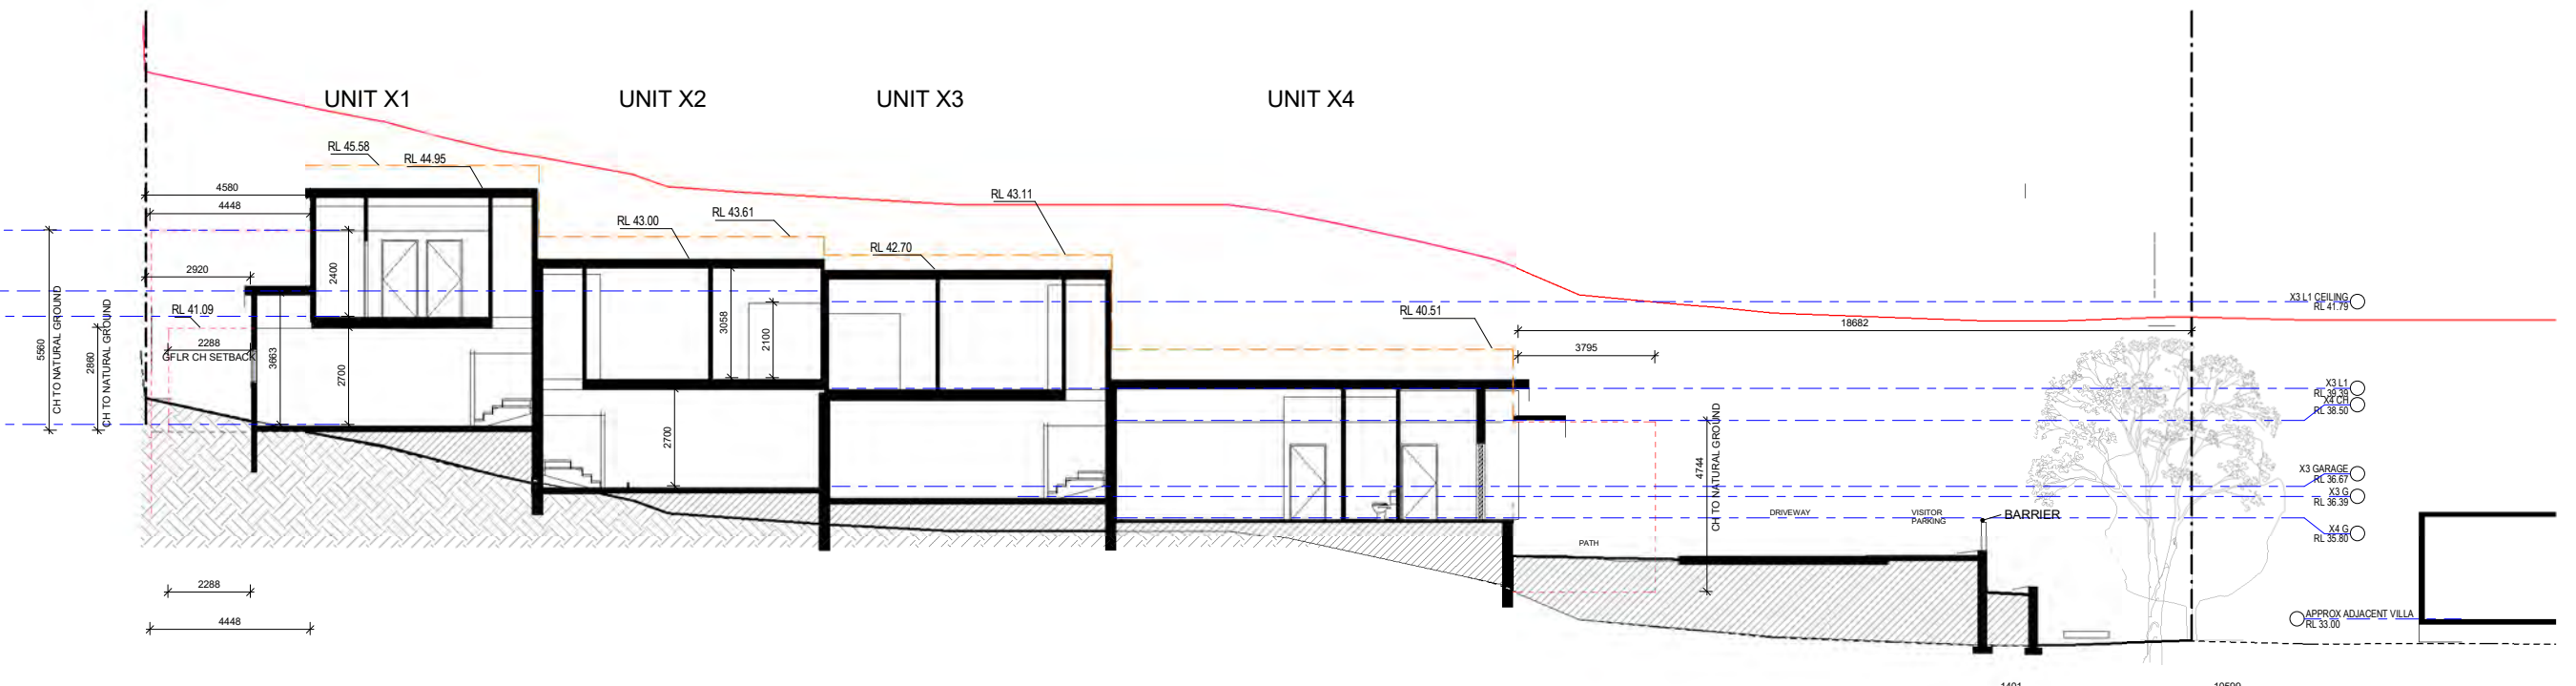 UNIT X1
UNIT X2
UNIT X3
UNIT X4
RL 45.58
RL 44.95
RL 43.00
RL 43.61
RL 42.70
RL 43.11
RL 40.51
4580
4448
2920
RL 41.09
2288
GFLR CH SETBACK
5560
CH TO NATURAL GROUND
2860
CH TO NATURAL GROUND
3663
2400
2700
3058
2100
2700
18682
3795
4744
CH TO NATURAL GROUND
X3 L1 CEILING
RL 41.79
X3 L1
RL 39.39
X4 CH
RL 38.50
X3 GARAGE
RL 36.67
X3 G
RL 36.39
X4 G
RL 35.80
DRIVEWAY
VISITOR
PARKING
BARRIER
PATH
2288
4448
APPROX ADJACENT VILLA
RL 33.00